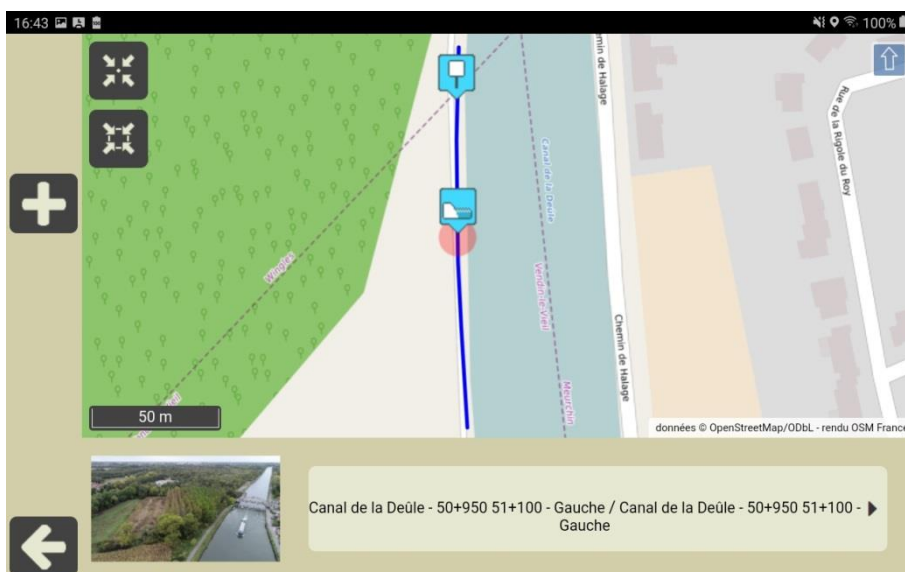 16:43
100%
min de Halage
Rue de la Rigole du Roy
Canal de la Deule
Wingles
Vendin-le-Vieil
Chemin de Halage
Meurchin
50 m
données © OpenStreetMap/ODbL - rendu OSM France
Canal de la Deûle - 50+950 51+100 - Gauche / Canal de la Deûle - 50+950 51+100 -
Gauche